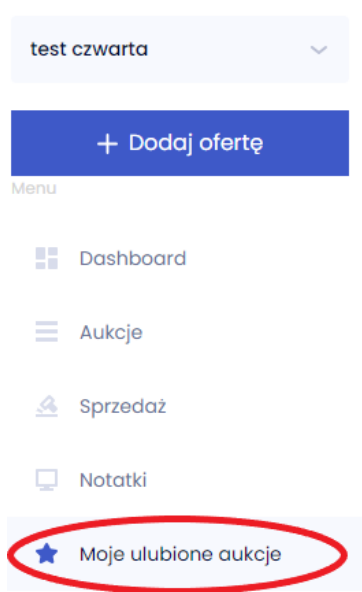 test czwarta
+ Dodaj ofertę
Menu
Dashboard
Aukcje
Sprzedaż
Notatki
Moje ulubione aukcje